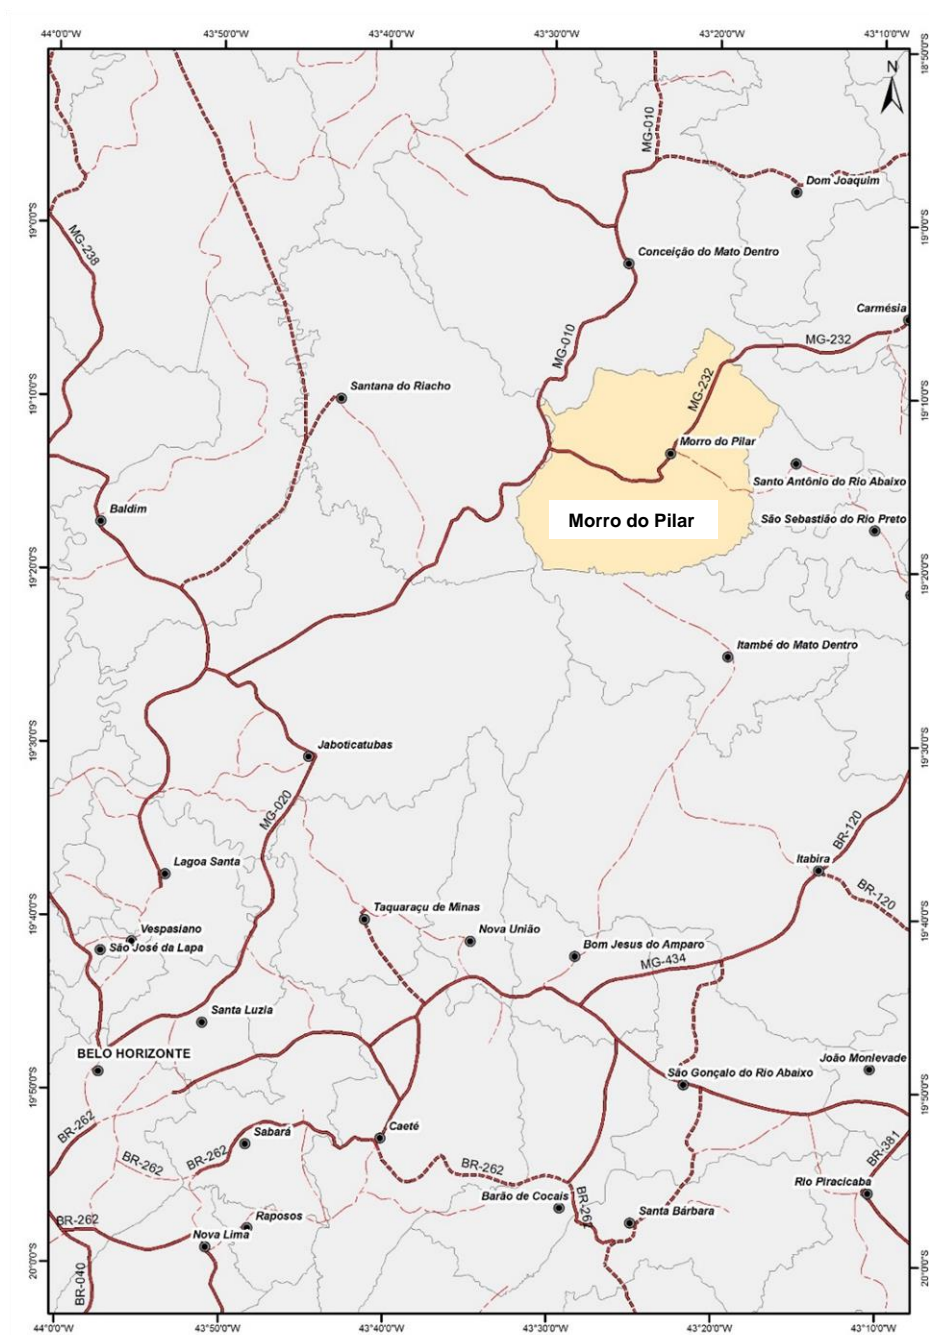 44°0'0"W
43°50'0"W
43°40'0"W
43°30'0"W
43°20'0"W
43°10'0"W
N
MG-010
Dom Joaquim
19°0'0"S
19°0'0"S
MG-238
Conceição do Mato Dentro
Carmésia
MG-010
MG-232
19°10'0"S
19°10'0"S
Santana do Riacho
MG-232
Morro do Pilar
Santo Antônio do Rio Abaixo
Baldim
Morro do Pilar
São Sebastião do Rio Preto
19°20'0"S
19°20'0"S
Itambé do Mato Dentro
19°30'0"S
19°30'0"S
Jaboticatubas
MG-020
BR-120
Lagoa Santa
Itabira
BR-120
Taquaraçu de Minas
19°40'0"S
19°40'0"S
Vespasiano
Nova União
São José da Lapa
Bom Jesus do Amparo
MG-434
Santa Luzia
BELO HORIZONTE
João Monlevade
São Gonçalo do Rio Abaixo
19°50'0"S
19°50'0"S
BR-262
Sabará
Caeté
BR-381
BR-262
BR-262
BR-262
Rio Piracicaba
Barão de Cocais
BR-26
Santa Bárbara
BR-262
Raposos
Nova Lima
20°0'0"S
20°0'0"S
BR-040
44°0'0"W
43°50'0"W
43°40'0"W
43°30'0"W
43°20'0"W
43°10'0"W